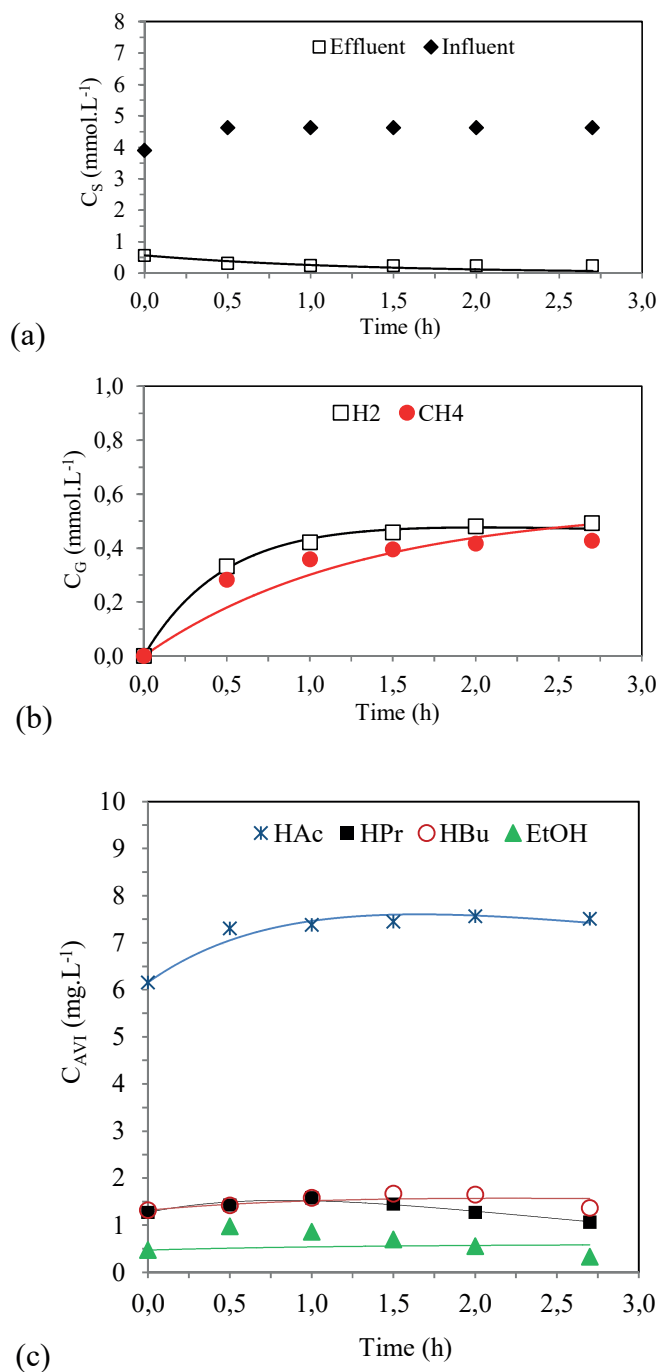 8
7
6
5
4
3
2
1
0
C_S (mmol.L⁻¹)
Effluent Influent
0,0 0,5 1,0 1,5 2,0 2,5 3,0
Time (h)
(a)
1,0
0,8
0,6
0,4
0,2
0,0
C_G (mmol.L⁻¹)
H2 CH4
0,0 0,5 1,0 1,5 2,0 2,5 3,0
Time (h)
(b)
10
9
8
7
6
5
4
3
2
1
0
C_AVI (mg.L⁻¹)
HAc HPr HBu EtOH
0,0 0,5 1,0 1,5 2,0 2,5 3,0
Time (h)
(c)